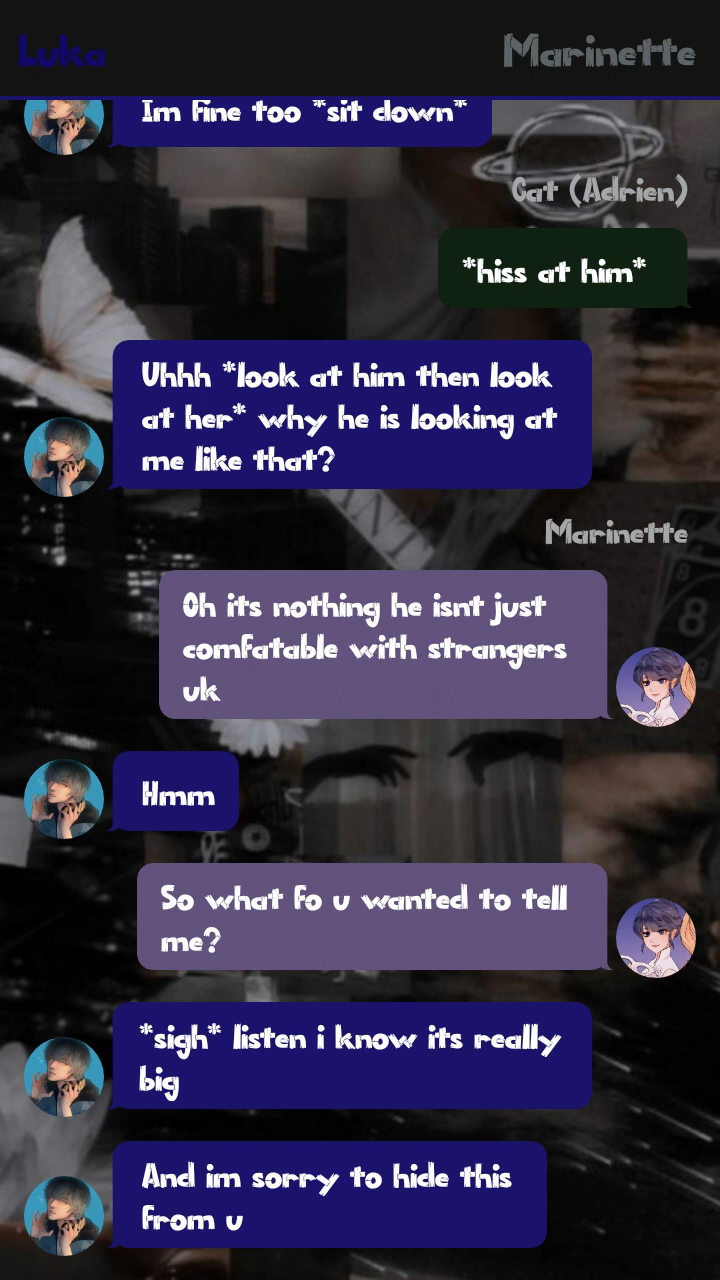 Luka
Marinette
Im fine too *sit down*
Cat (Adrien)
*hiss at him*
Uhhh *look at him then look
at her* why he is looking at
me like that?
Marinette
Oh its nothing he isnt just
comfatable with strangers
uk
Hmm
So what fo u wanted to tell
me?
*sigh* listen i know its really
big
And im sorry to hide this
from u
8